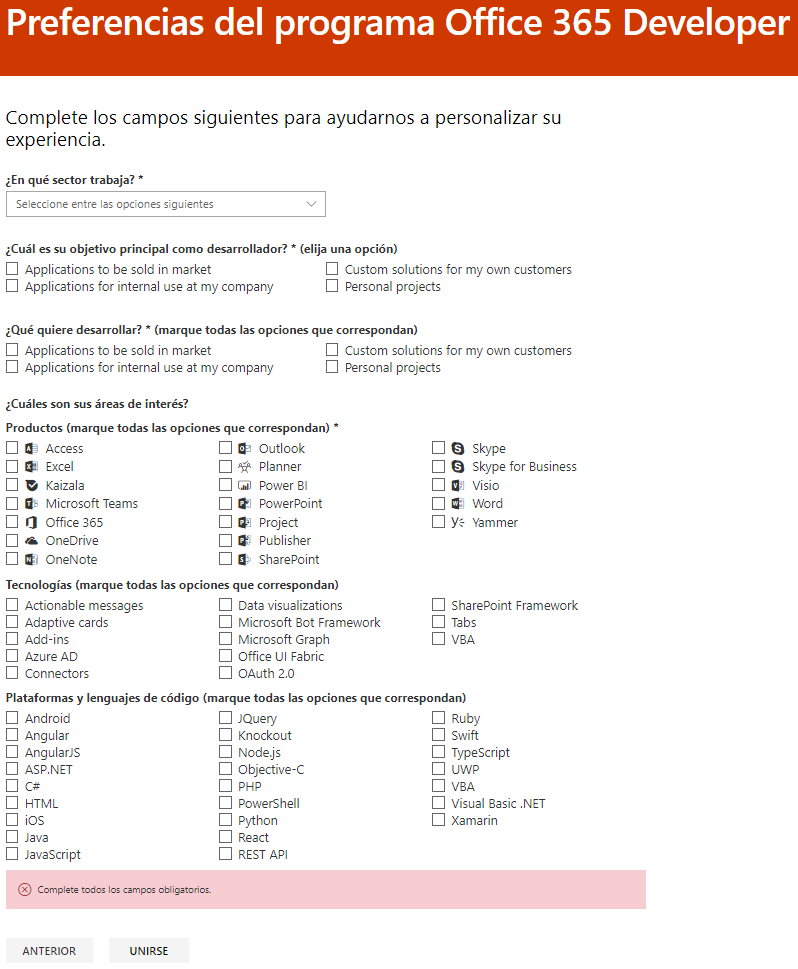 Preferencias del programa Office 365 Developer
Complete los campos siguientes para ayudarnos a personalizar su
experiencia.
¿En qué sector trabaja? *
Seleccione entre las opciones siguientes
¿Cuál es su objetivo principal como desarrollador? * (elija una opción)
Applications to be sold in market
Custom solutions for my own customers
Applications for internal use at my company
Personal projects
¿Qué quiere desarrollar? * (marque todas las opciones que correspondan)
Applications to be sold in market
Custom solutions for my own customers
Applications for internal use at my company
Personal projects
¿Cuáles son sus áreas de interés?
Productos (marque todas las opciones que correspondan) *
Access
Excel
Kaizala
Microsoft Teams
Office 365
OneDrive
OneNote
Outlook
Planner
Power BI
PowerPoint
Project
Publisher
SharePoint
Skype
Skype for Business
Visio
Word
Yammer
Tecnologías (marque todas las opciones que correspondan)
Actionable messages
Adaptive cards
Add-ins
Azure AD
Connectors
Data visualizations
Microsoft Bot Framework
Microsoft Graph
Office UI Fabric
OAuth 2.0
SharePoint Framework
Tabs
VBA
Plataformas y lenguajes de código (marque todas las opciones que correspondan)
Android
Angular
AngularJS
ASP.NET
C#
HTML
iOS
Java
JavaScript
JQuery
Knockout
Node.js
Objective-C
PHP
PowerShell
Python
React
REST API
Ruby
Swift
TypeScript
UWP
VBA
Visual Basic .NET
Xamarin
Complete todos los campos obligatorios.
ANTERIOR
UNIRSE